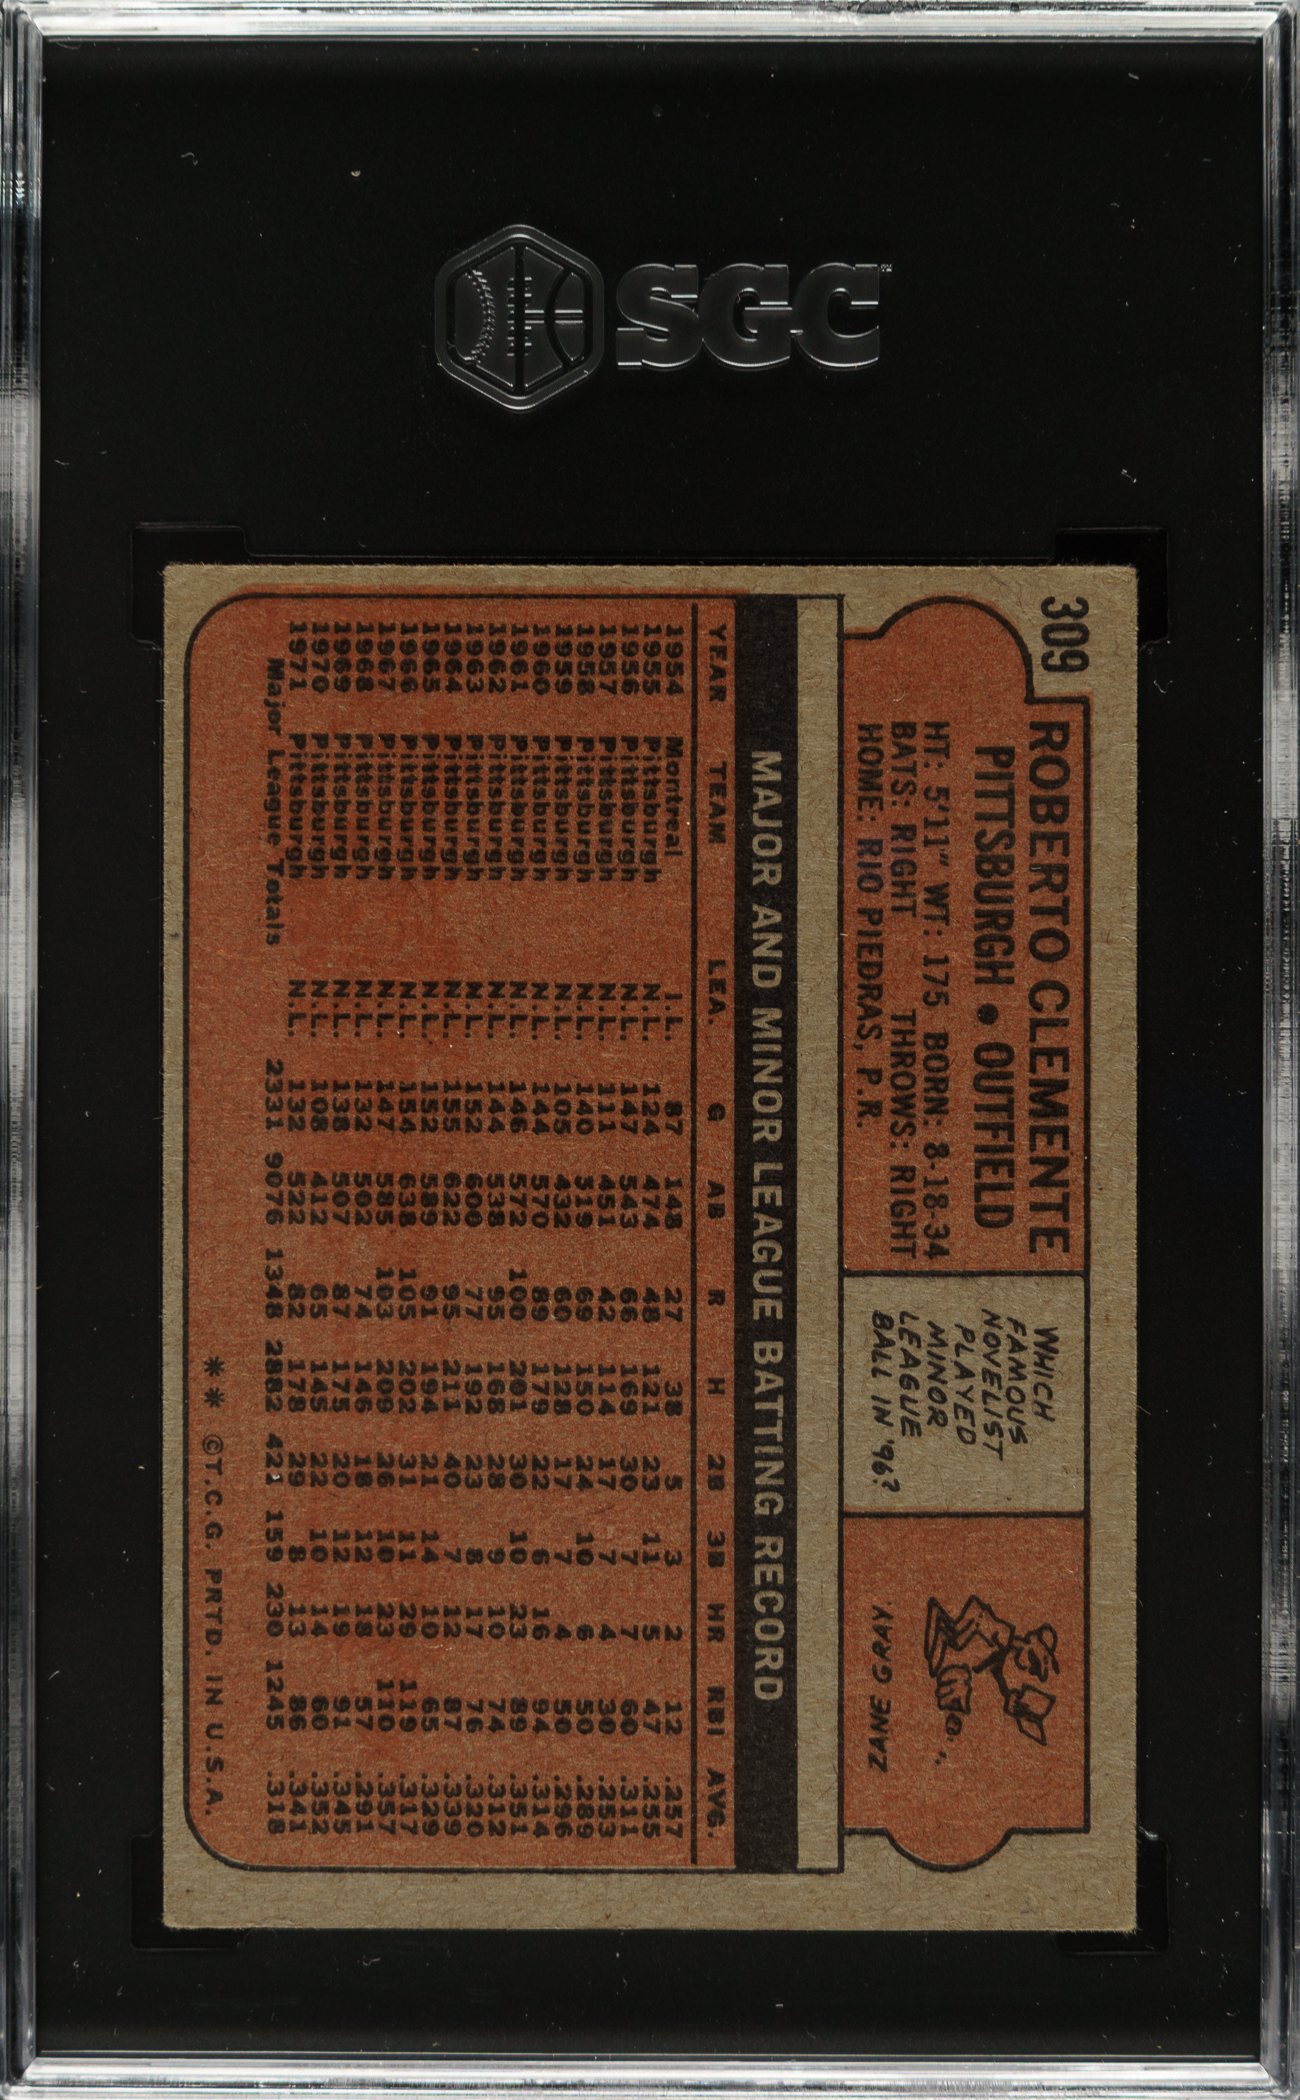 SGC
309
ROBERTO CLEMENTE
PITTSBURGH • OUTFIELD
HT: 5'11" WT: 175 BORN: 8-18-34
BATS: RIGHT THROWS: RIGHT
HOME: RIO PIEDRAS, P.R.
WHICH
FAMOUS
NOVELIST
PLAYED
MINOR
LEAGUE
BALL IN '96?
ZANE GRAY.
MAJOR AND MINOR LEAGUE BATTING RECORD
YEAR TEAM LEA. G AB R H 2B 3B HR RBI AVG.
1954 Montreal I.L. 87 148 27 38 5 3 2 12 .257
1955 Pittsburgh N.L. 124 474 48 121 23 11 5 47 .255
1956 Pittsburgh N.L. 147 543 66 169 30 7 7 60 .311
1957 Pittsburgh N.L. 111 451 42 114 17 7 4 30 .253
1958 Pittsburgh N.L. 140 519 69 150 24 10 6 50 .289
1959 Pittsburgh N.L. 105 432 60 128 17 7 4 50 .296
1960 Pittsburgh N.L. 144 570 89 179 22 6 16 94 .314
1961 Pittsburgh N.L. 146 572 100 201 30 10 23 89 .351
1962 Pittsburgh N.L. 144 538 95 168 28 9 10 74 .312
1963 Pittsburgh N.L. 152 600 77 192 23 8 17 76 .320
1964 Pittsburgh N.L. 155 622 95 211 40 7 12 87 .339
1965 Pittsburgh N.L. 152 589 91 194 21 14 10 65 .329
1966 Pittsburgh N.L. 154 638 105 202 31 11 29 119 .317
1967 Pittsburgh N.L. 147 585 103 209 26 10 23 110 .357
1968 Pittsburgh N.L. 132 502 74 146 18 12 18 57 .291
1969 Pittsburgh N.L. 138 507 87 175 20 12 19 91 .345
1970 Pittsburgh N.L. 108 412 65 145 22 10 14 60 .352
1971 Pittsburgh N.L. 132 522 82 178 29 8 13 86 .341
Major League Totals 2331 9076 1348 2882 421 159 230 1245 .318
** ©T.C.G. PRTD. IN U.S.A.